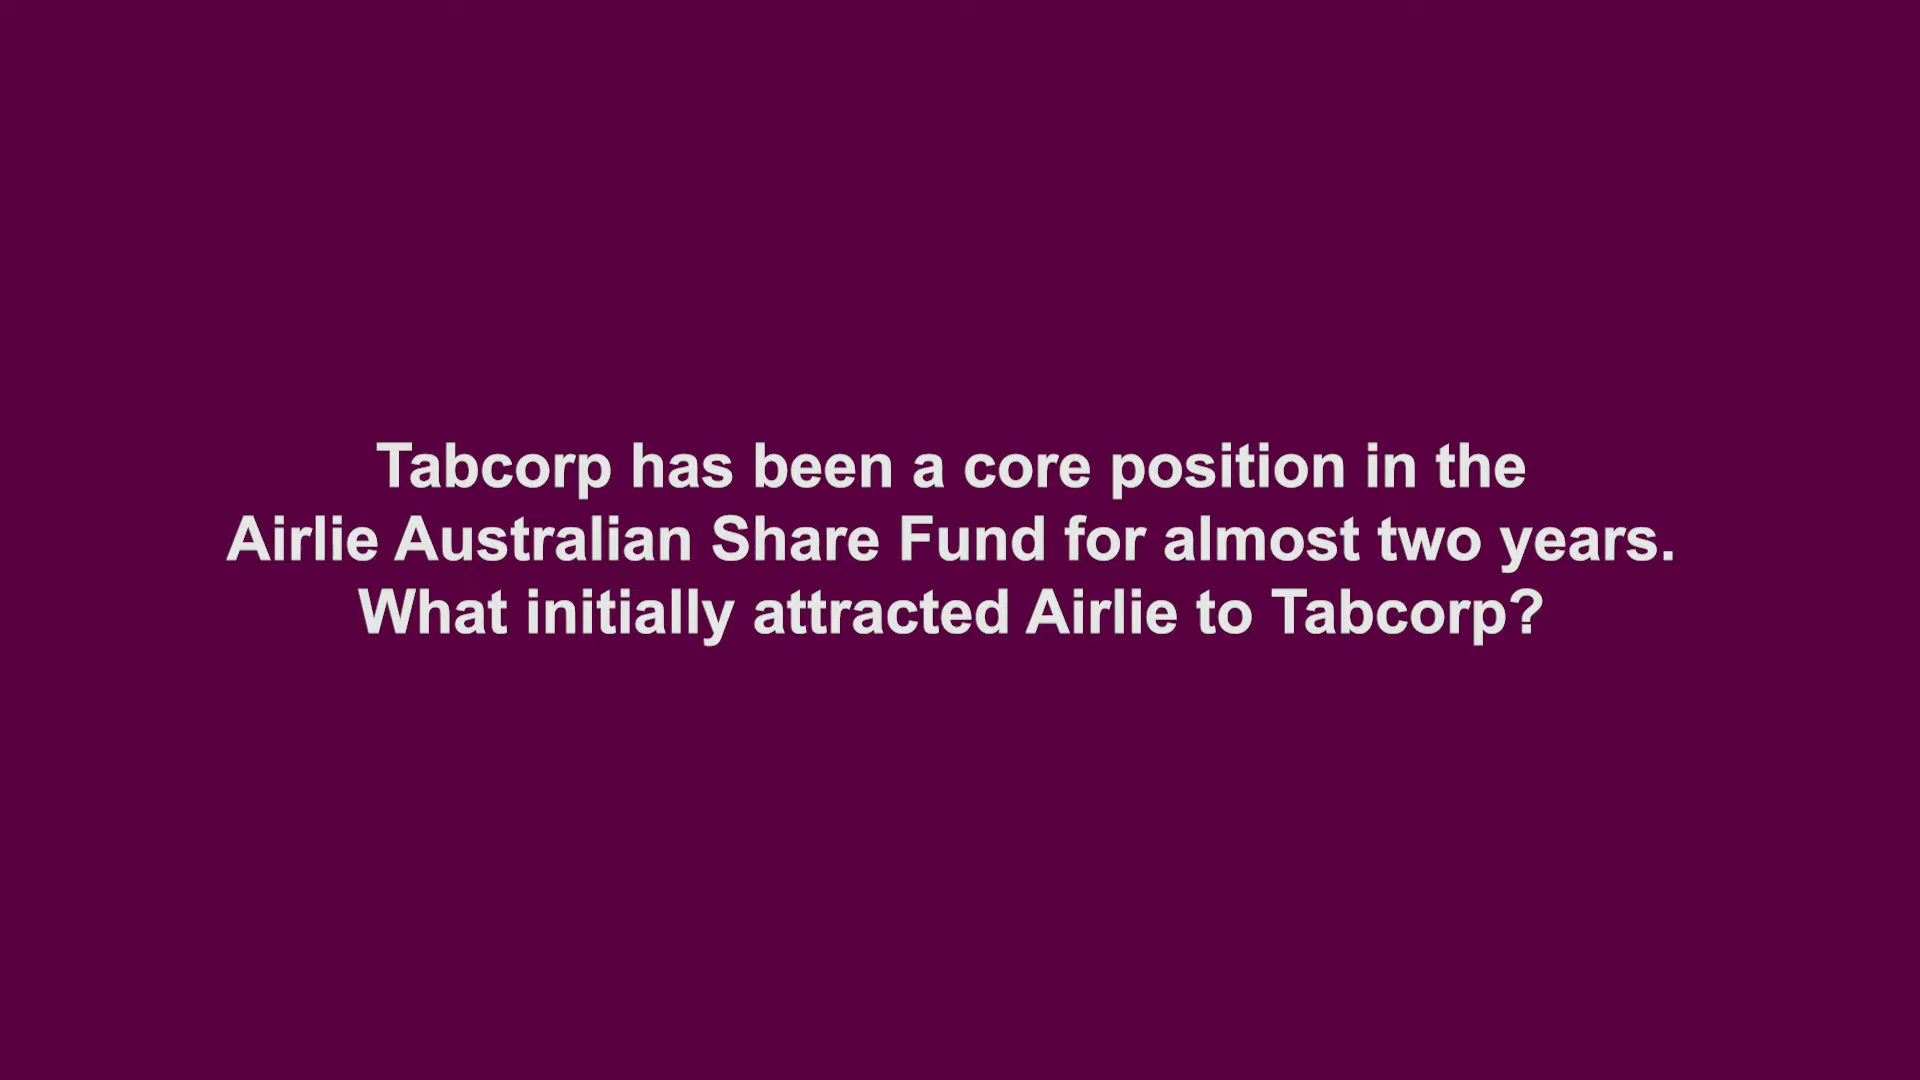 Tabcorp has been a core position in the
Airlie Australian Share Fund for almost two years.
What initially attracted Airlie to Tabcorp?